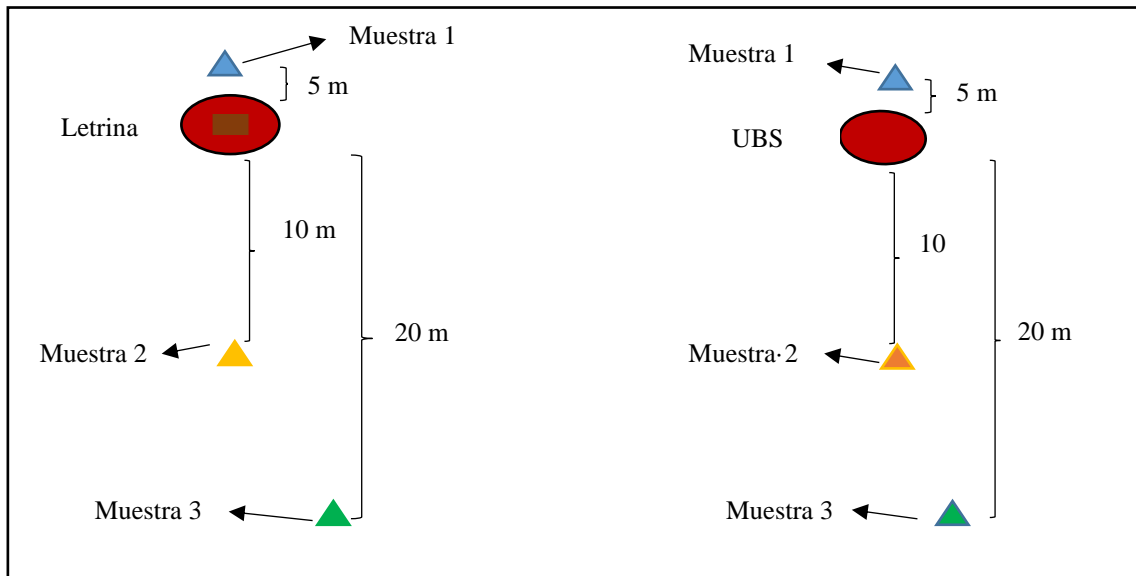 Muestra 1
5 m
Letrina
10 m
20 m
Muestra 2
Muestra 3
Muestra 1
5 m
UBS
10
20 m
Muestra· 2
Muestra 3